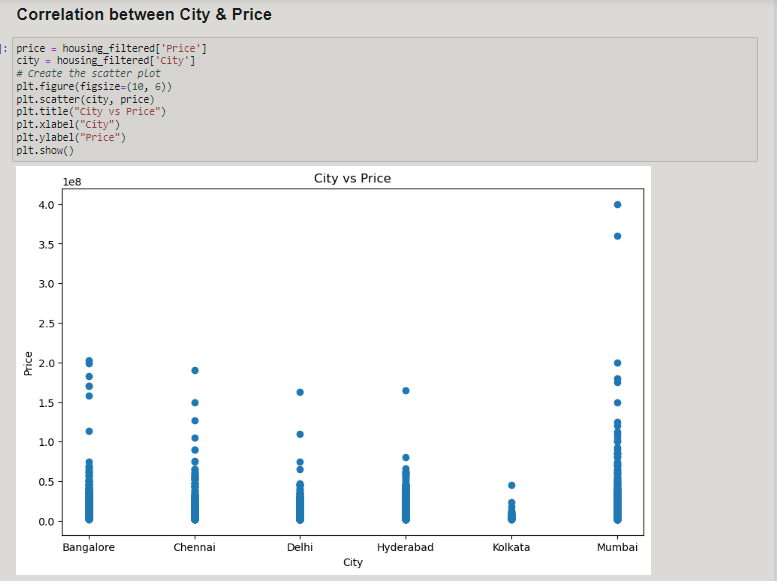 Correlation between City & Price
]: price = housing_filtered['Price']
city = housing_filtered['City']
# Create the scatter plot
plt.figure(figsize=(10, 6))
plt.scatter(city, price)
plt.title("City vs Price")
plt.xlabel("City")
plt.ylabel("Price")
plt.show()
City vs Price
1e8
4.0
3.5
3.0
2.5
2.0
1.5
1.0
0.5
0.0
Price
Bangalore Chennai Delhi Hyderabad Kolkata Mumbai
City